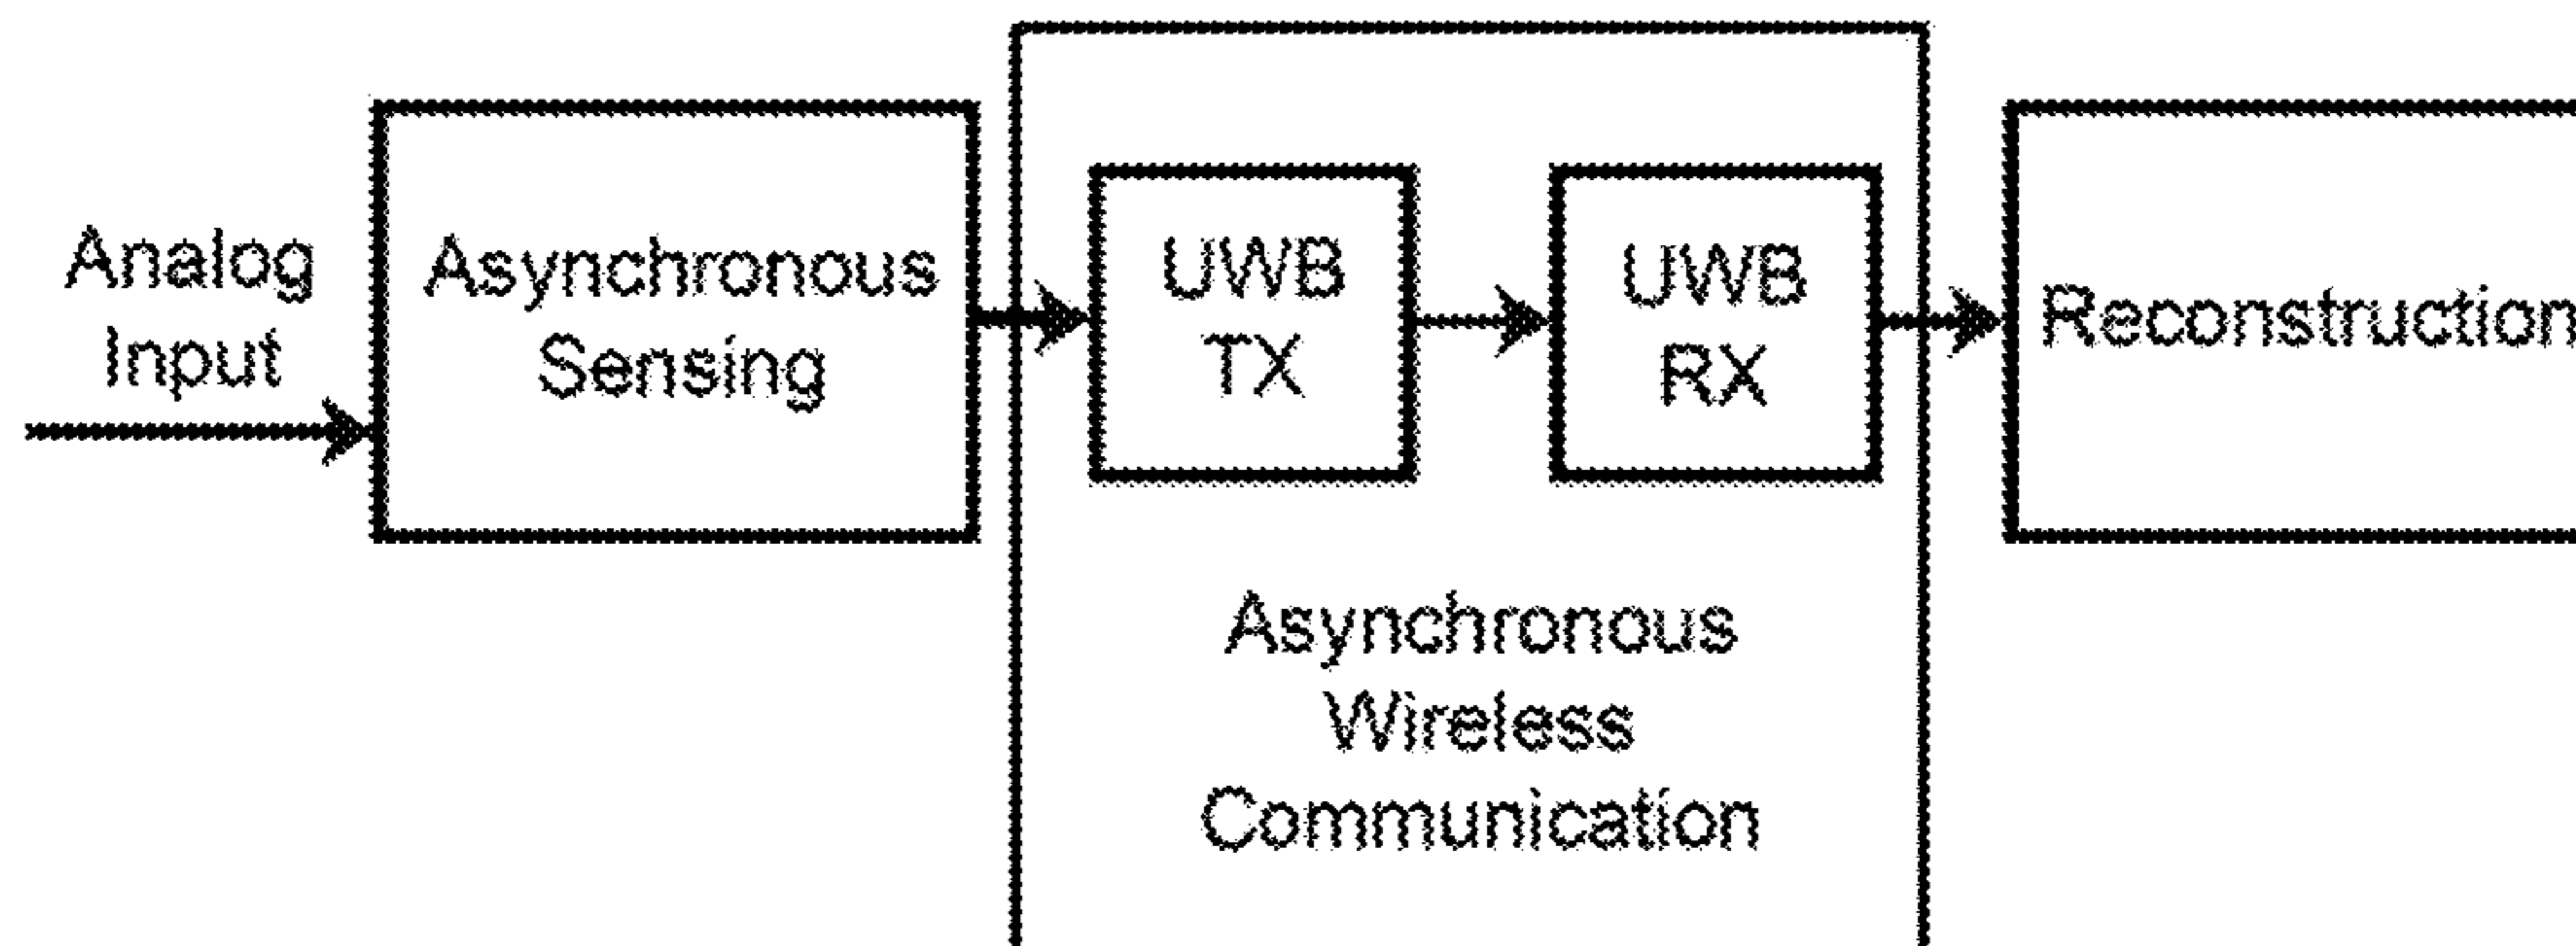 Analog
Input
Asynchronous
Sensing
UWB
TX
UWB
RX
Asynchronous
Wireless
Communication
Reconstruction